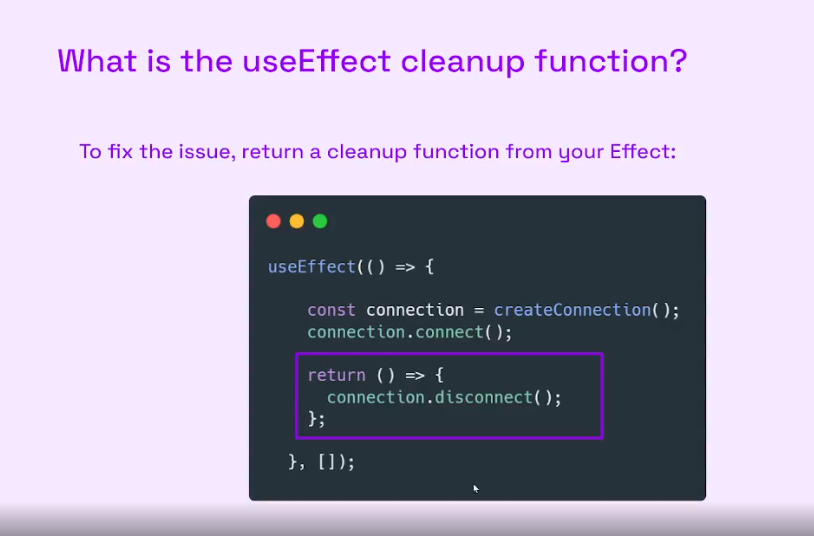 What is the useEffect cleanup function?
To fix the issue, return a cleanup function from your Effect:
useEffect(() => {
const connection = createConnection();
connection.connect();
return () => {
connection.disconnect();
};
}, []);